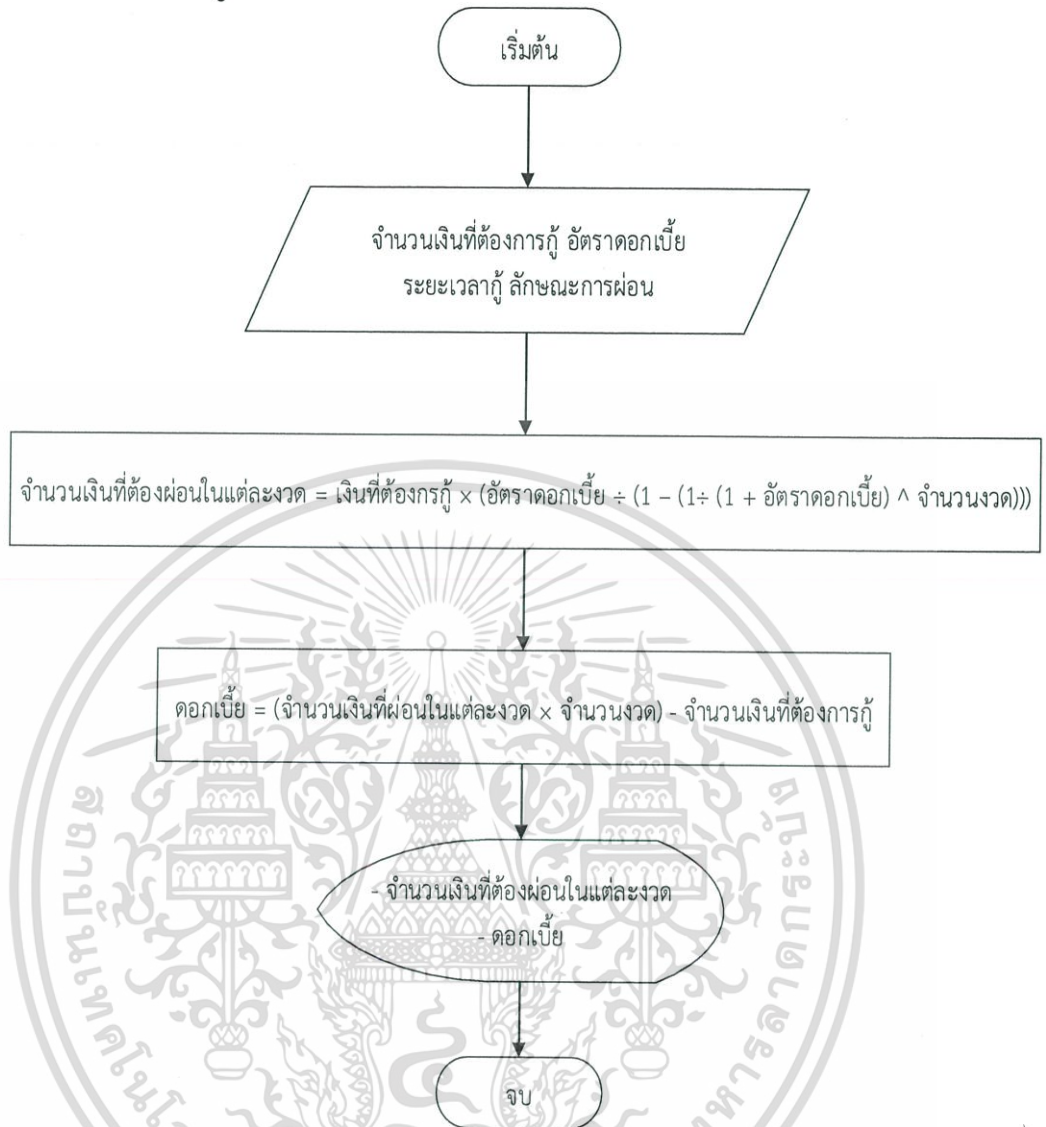 เริ่มต้น
จำนวนเงินที่ต้องการกู้ อัตราดอกเบี้ย
ระยะเวลากู้ ลักษณะการผ่อน
จำนวนเงินที่ต้องผ่อนในแต่ละงวด = เงินที่ต้องกรกู้ × (อัตราดอกเบี้ย ÷ (1 – (1÷ (1 + อัตราดอกเบี้ย) ^ จำนวนงวด)))
ดอกเบี้ย = (จำนวนเงินที่ผ่อนในแต่ละงวด × จำนวนงวด) - จำนวนเงินที่ต้องการกู้
- จำนวนเงินที่ต้องผ่อนในแต่ละงวด
- ดอกเบี้ย
จบ